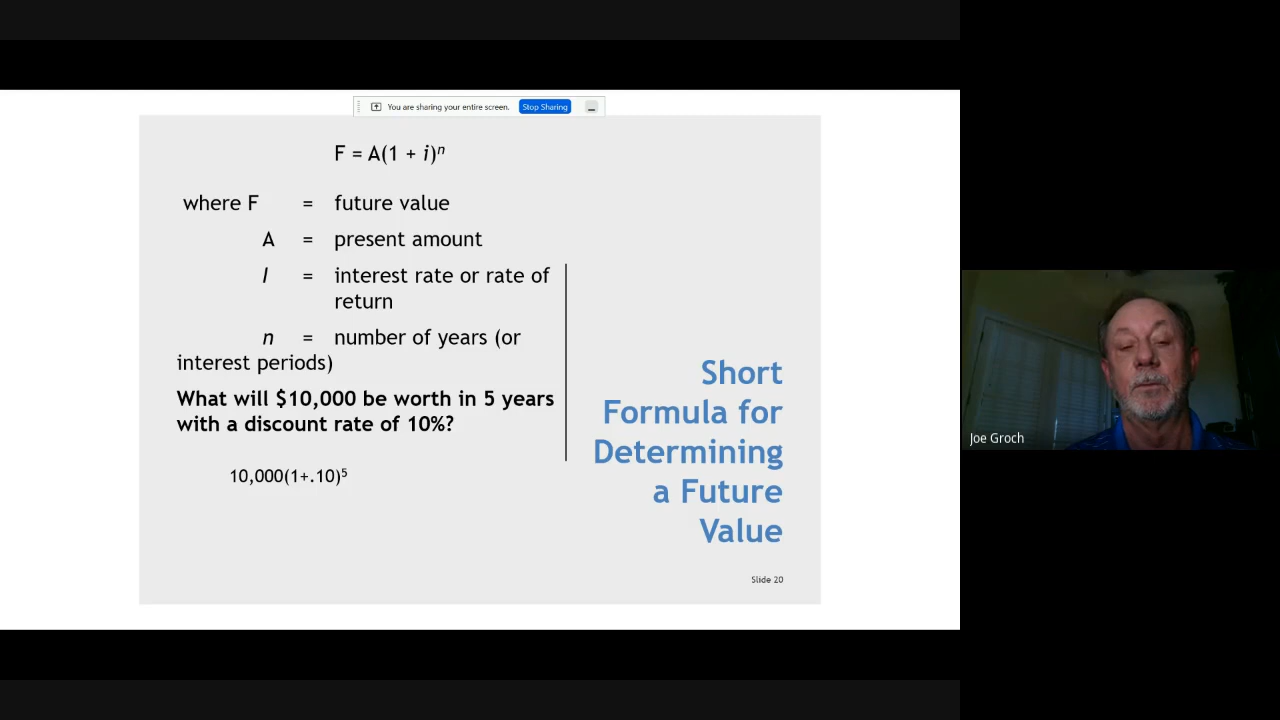 You are sharing your entire screen. Stop Sharing
F = A(1 + i)ⁿ
where F = future value
A = present amount
I = interest rate or rate of
return
n = number of years (or
interest periods)
What will $10,000 be worth in 5 years
with a discount rate of 10%?
10,000(1+.10)⁵
Short
Formula for
Determining
a Future
Value
Slide 20
Joe Groch